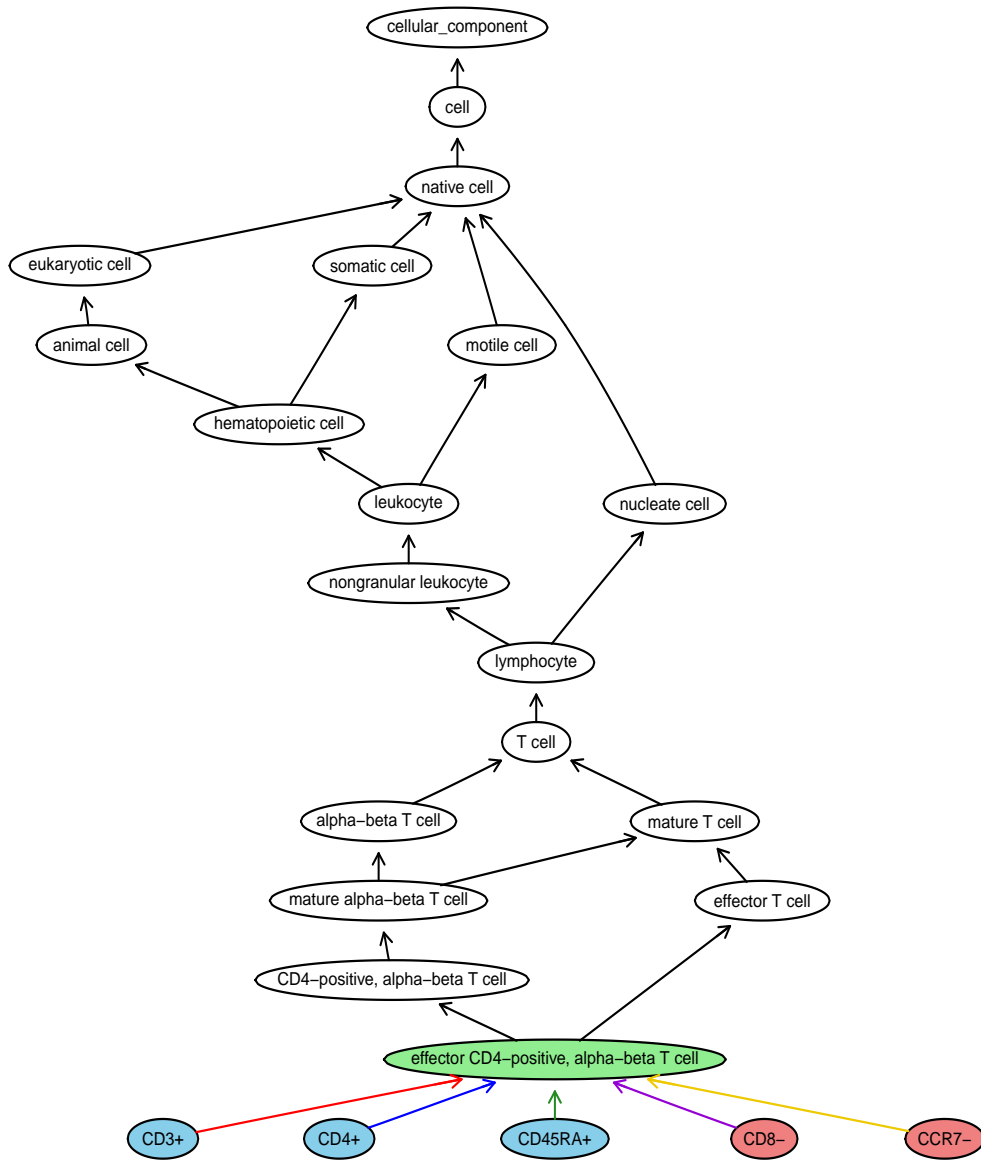 cellular_component
cell
native cell
eukaryotic cell
somatic cell
animal cell
motile cell
hematopoietic cell
leukocyte
nucleate cell
nongranular leukocyte
lymphocyte
T cell
alpha−beta T cell
mature T cell
mature alpha−beta T cell
effector T cell
CD4−positive, alpha−beta T cell
effector CD4−positive, alpha−beta T cell
CD3+
CD4+
CD45RA+
CD8−
CCR7−